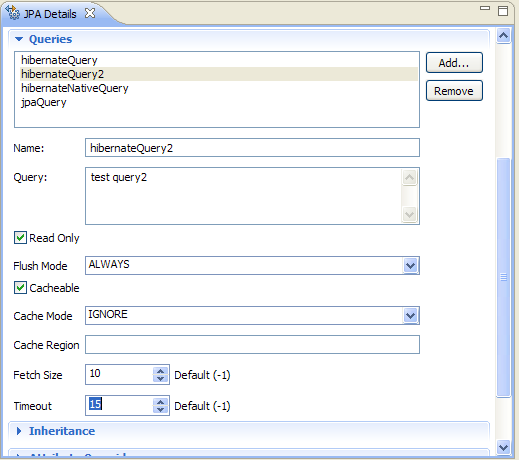 JPA Details
Queries
hibernateQuery
hibernateQuery2
hibernateNativeQuery
jpaQuery
Add...
Remove
Name: hibernateQuery2
Query: test query2
Read Only
Flush Mode ALWAYS
Cacheable
Cache Mode IGNORE
Cache Region
Fetch Size 10 Default (-1)
Timeout 15 Default (-1)
Inheritance